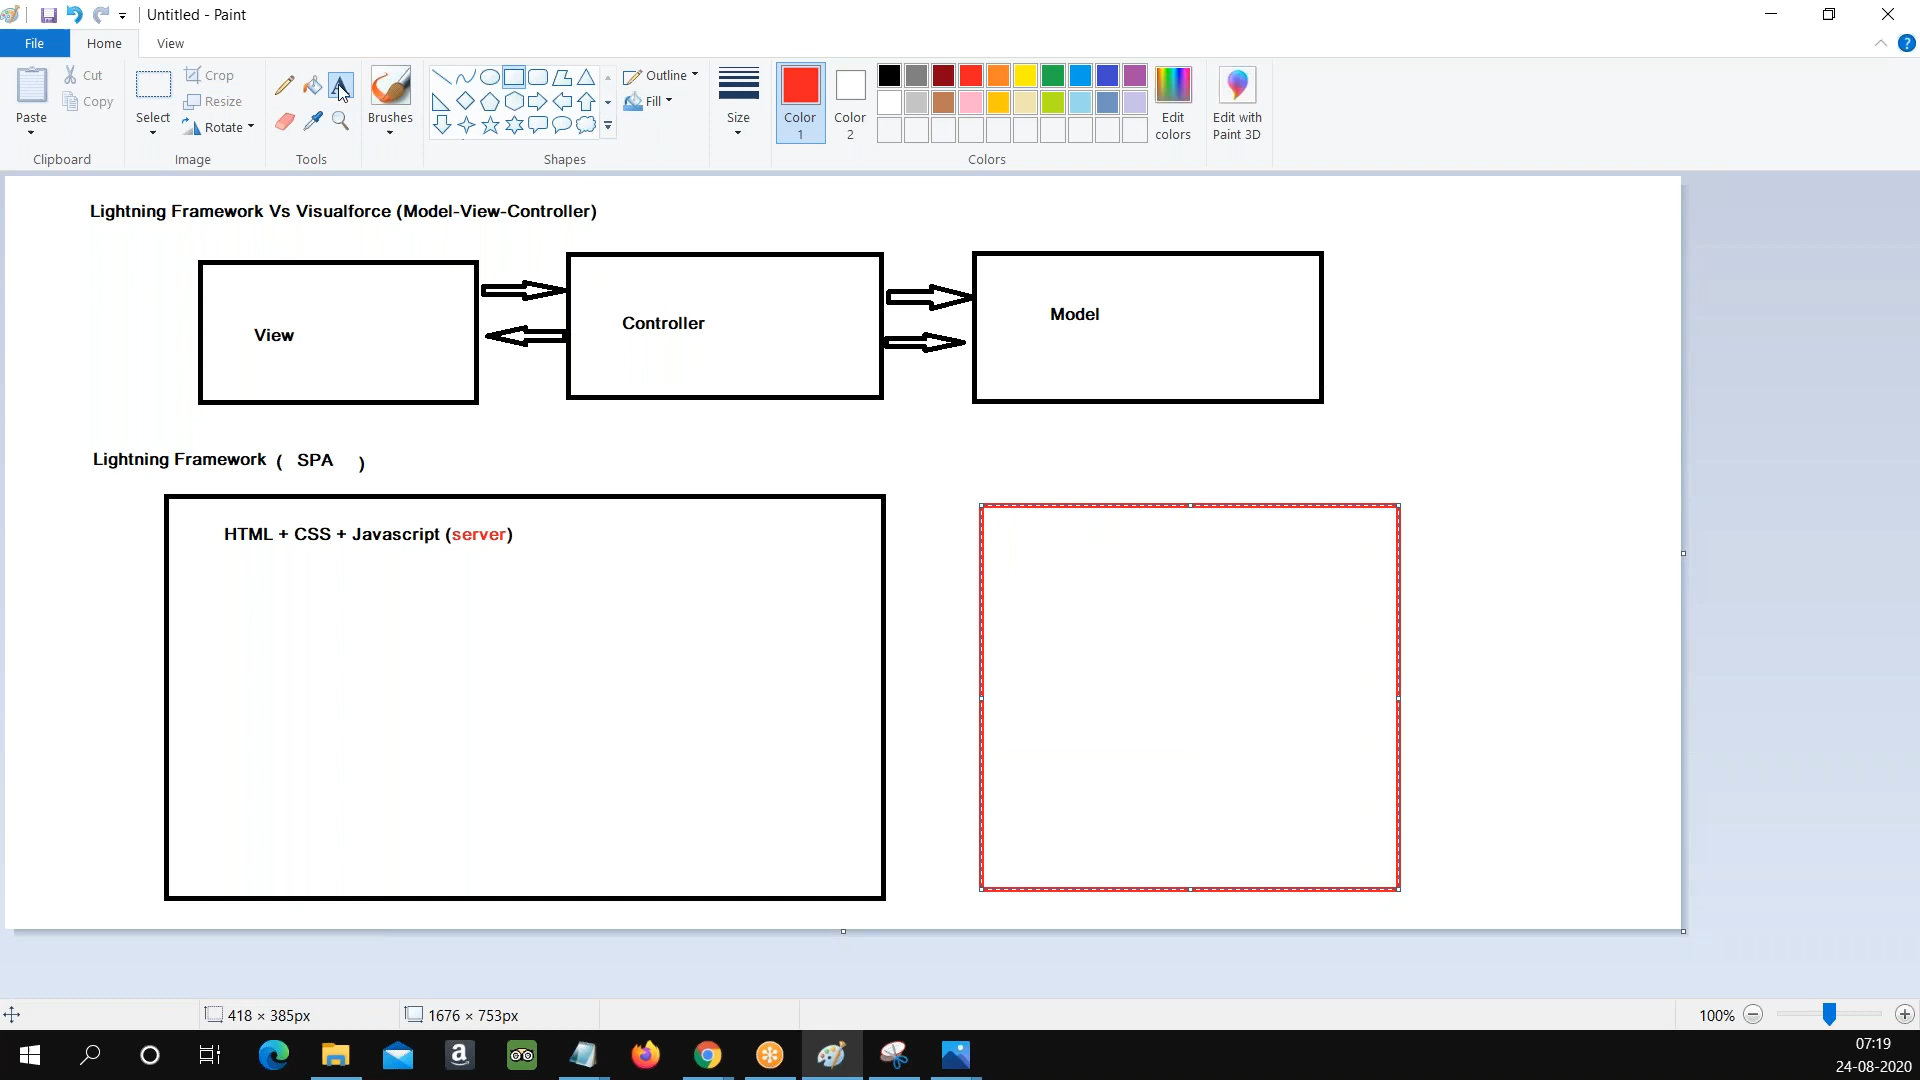 Untitled - Paint
File Home View
Paste
Cut
Copy
Clipboard
Select
Crop
Resize
Rotate
Image
Tools
Brushes
Outline
Fill
Shapes
Size
Color 1
Color 2
Edit colors
Colors
Edit with Paint 3D
Lightning Framework Vs Visualforce (Model-View-Controller)
View
Controller
Model
Lightning Framework ( SPA )
HTML + CSS + Javascript (server)
418 × 385px
1676 × 753px
100%
07:19
24-08-2020